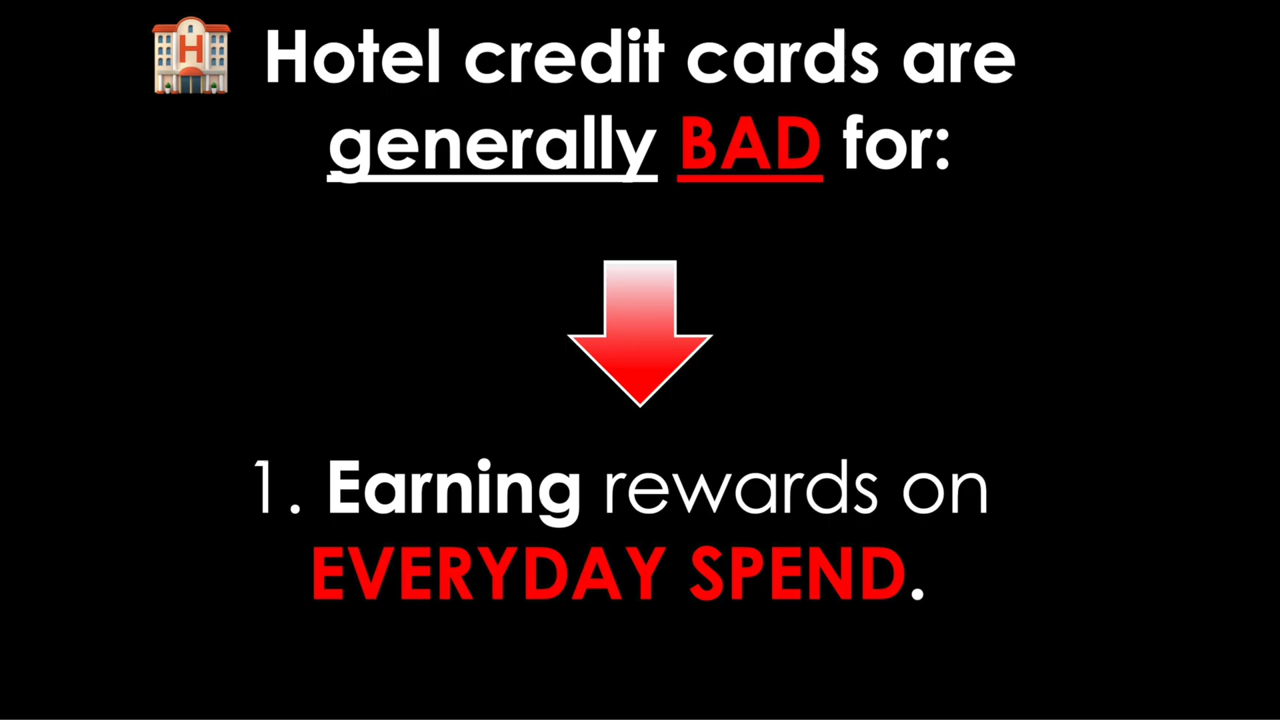 Hotel credit cards are
generally BAD for:
1. Earning rewards on
EVERYDAY SPEND.